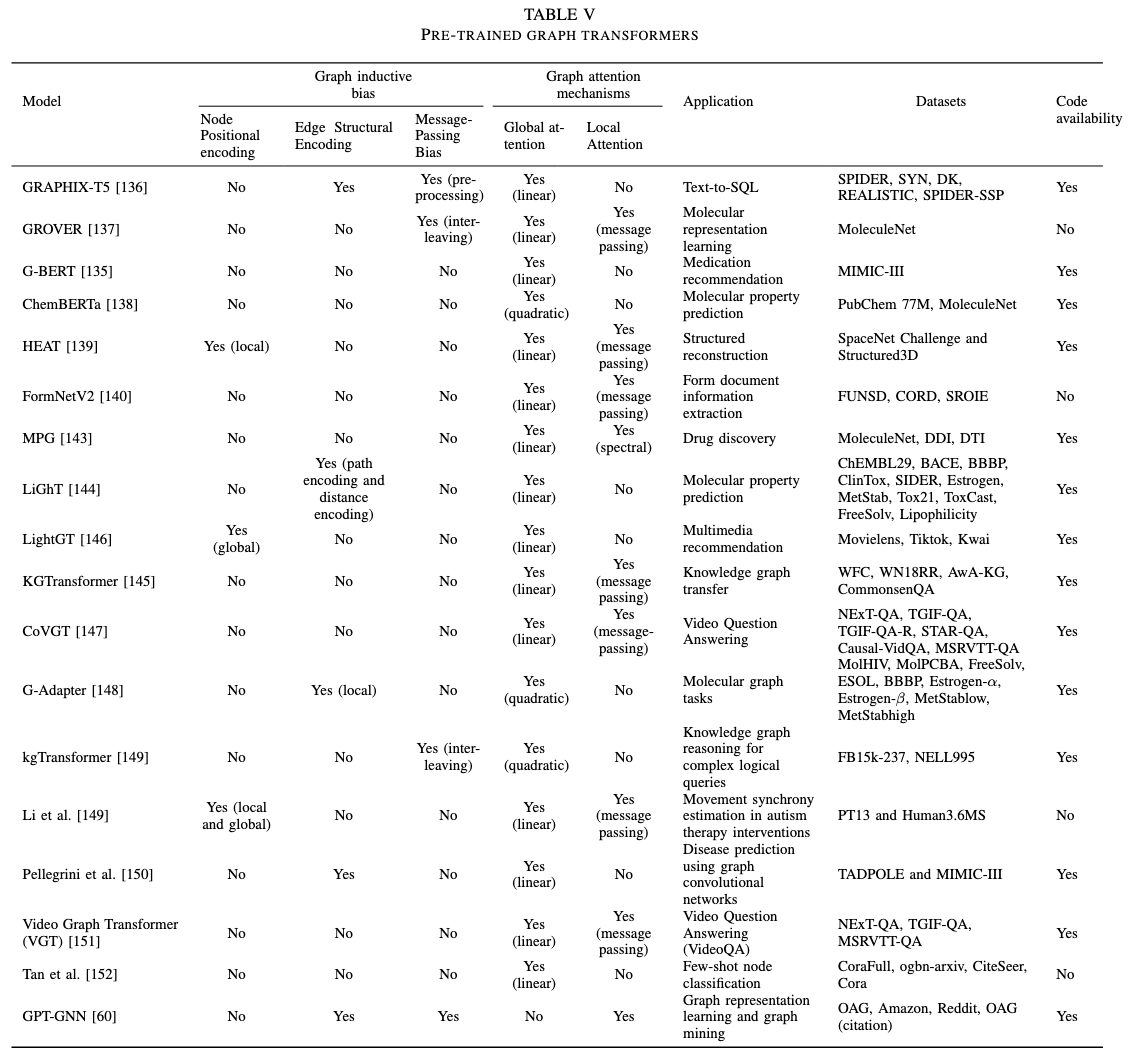 TABLE V
PRE-TRAINED GRAPH TRANSFORMERS
Model
Graph inductive
bias
Graph attention
mechanisms
Application
Datasets
Code
availability
Node
Positional
encoding
Edge Structural
Encoding
Message-
Passing
Bias
Global at-
tention
Local
Attention
GRAPHIX-T5 [136]
No
Yes
Yes (pre-
processing)
Yes
(linear)
No
Text-to-SQL
SPIDER, SYN, DK,
REALISTIC, SPIDER-SSP
Yes
GROVER [137]
No
No
Yes (inter-
leaving)
Yes
(linear)
Yes
(message
passing)
Molecular
representation
learning
MoleculeNet
No
G-BERT [135]
No
No
No
Yes
(linear)
No
Medication
recommendation
MIMIC-III
Yes
ChemBERTa [138]
No
No
No
Yes
(quadratic)
No
Molecular property
prediction
PubChem 77M, MoleculeNet
Yes
HEAT [139]
Yes (local)
No
No
Yes
(linear)
Yes
(message
passing)
Structured
reconstruction
SpaceNet Challenge and
Structured3D
Yes
FormNetV2 [140]
No
No
No
Yes
(linear)
Yes
(message
passing)
Form document
information
extraction
FUNSD, CORD, SROIE
No
MPG [143]
No
No
No
Yes
(linear)
Yes
(spectral)
Drug discovery
MoleculeNet, DDI, DTI
Yes
LiGhT [144]
No
Yes (path
encoding and
distance
encoding)
No
Yes
(linear)
No
Molecular property
prediction
ChEMBL29, BACE, BBBP,
ClinTox, SIDER, Estrogen,
MetStab, Tox21, ToxCast,
FreeSolv, Lipophilicity
Yes
LightGT [146]
Yes
(global)
No
No
Yes
(linear)
No
Multimedia
recommendation
Movielens, Tiktok, Kwai
Yes
KGTransformer [145]
No
No
No
Yes
(linear)
Yes
(message
passing)
Knowledge graph
transfer
WFC, WN18RR, AwA-KG,
CommonsenQA
Yes
CoVGT [147]
No
No
No
Yes
(linear)
Yes
(message-
passing)
Video Question
Answering
NExT-QA, TGIF-QA,
TGIF-QA-R, STAR-QA,
Causal-VidQA, MSRVTT-QA
Yes
G-Adapter [148]
No
Yes (local)
No
Yes
(quadratic)
No
Molecular graph
tasks
MolHIV, MolPCBA, FreeSolv,
ESOL, BBBP, Estrogen-α,
Estrogen-β, MetStablow,
MetStabhigh
Yes
kgTransformer [149]
No
No
Yes (inter-
leaving)
Yes
(quadratic)
No
Knowledge graph
reasoning for
complex logical
queries
FB15k-237, NELL995
Yes
Li et al. [149]
Yes (local
and global)
No
No
Yes
(linear)
Yes
(message
passing)
Movement synchrony
estimation in autism
therapy interventions
PT13 and Human3.6MS
No
Pellegrini et al. [150]
No
Yes
No
Yes
(linear)
No
Disease prediction
using graph
convolutional
networks
TADPOLE and MIMIC-III
Yes
Video Graph Transformer
(VGT) [151]
No
No
No
Yes
(linear)
Yes
(message
passing)
Video Question
Answering
(VideoQA)
NExT-QA, TGIF-QA,
MSRVTT-QA
Yes
Tan et al. [152]
No
No
No
Yes
(linear)
No
Few-shot node
classification
CoraFull, ogbn-arxiv, CiteSeer,
Cora
No
GPT-GNN [60]
No
Yes
Yes
No
Yes
Graph representation
learning and graph
mining
OAG, Amazon, Reddit, OAG
(citation)
Yes